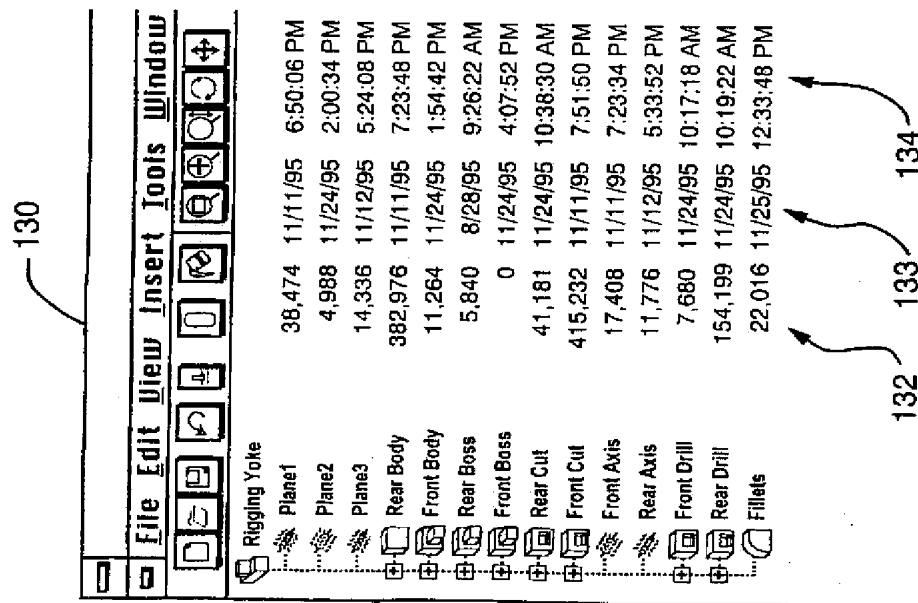 130
File Edit View Insert Tools Window
Rigging Yoke
Plane1 38,474 11/11/95 6:50:06 PM
Plane2 4,988 11/24/95 2:00:34 PM
Plane3 14,336 11/12/95 5:24:08 PM
Rear Body 382,976 11/11/95 7:23:48 PM
Front Body 11,264 11/24/95 1:54:42 PM
Rear Boss 5,840 8/28/95 9:26:22 AM
Front Boss 0 11/24/95 4:07:52 PM
Rear Cut 41,181 11/24/95 10:38:30 AM
Front Cut 415,232 11/11/95 7:51:50 PM
Front Axis 17,408 11/11/95 7:23:34 PM
Rear Axis 11,776 11/12/95 5:33:52 PM
Front Drill 7,680 11/24/95 10:17:18 AM
Rear Drill 154,199 11/24/95 10:19:22 AM
Fillets 22,016 11/25/95 12:33:48 PM
132 133 134